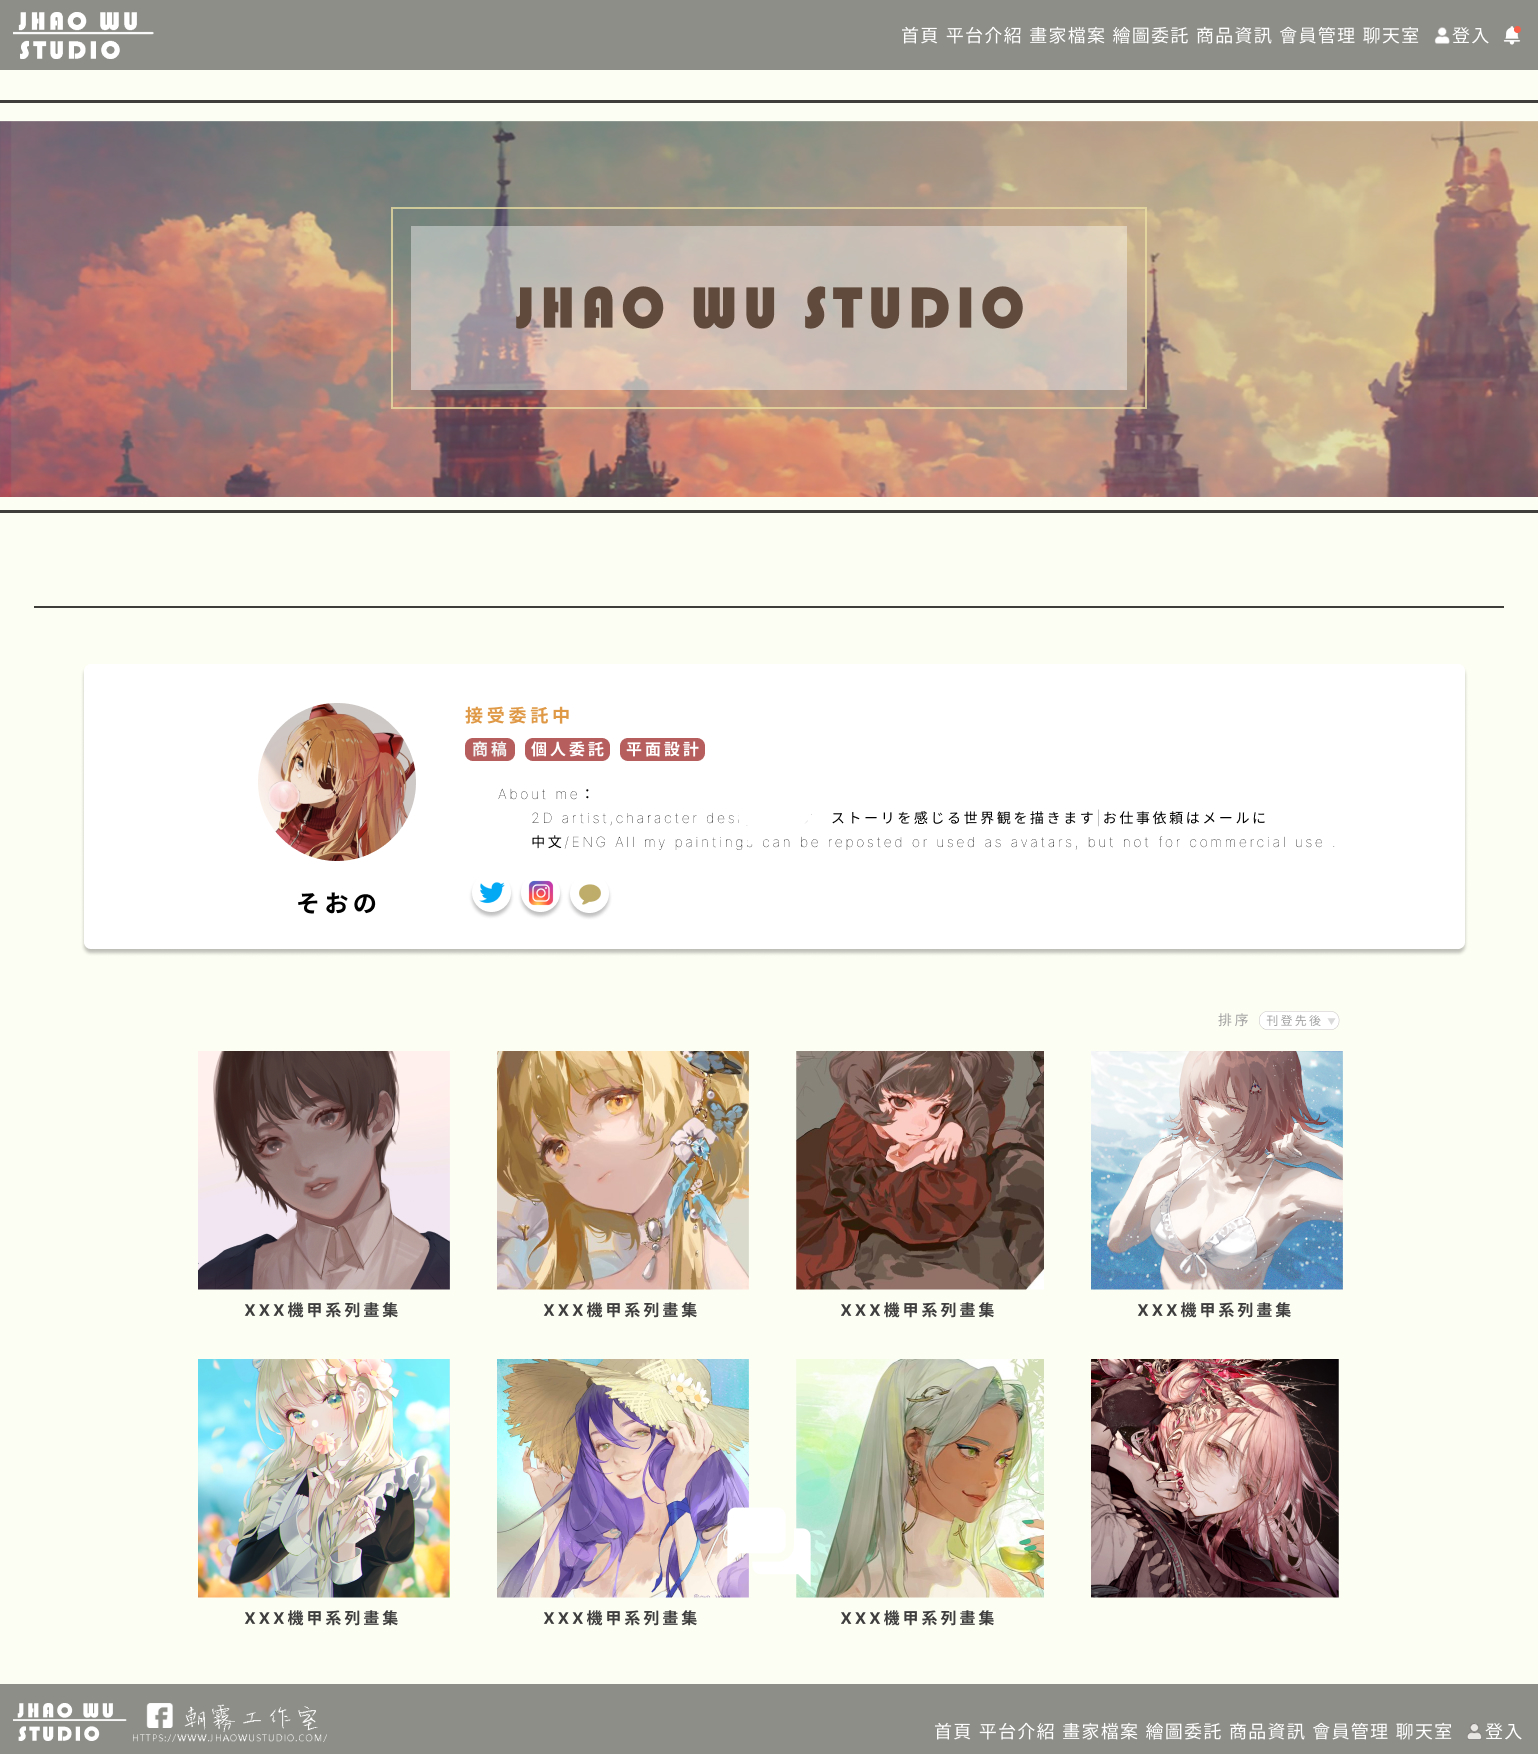 JHAO WU
STUDIO
首頁 平台介紹 畫家檔案 繪圖委託 商品資訊 會員管理 聊天室 登入
JHAO WU STUDIO
接受委託中
商稿 個人委託 平面設計
About me：
2D artist,character ストーリを感じる世界観を描きます|お仕事依頼はメールに
中文/ENG All my paintings can be reposted or used as avatars, but not for commercial use .
そおの
排序 刊登先後
XXX機甲系列畫集 XXX機甲系列畫集 XXX機甲系列畫集 XXX機甲系列畫集
XXX機甲系列畫集 XXX機甲系列畫集 XXX機甲系列畫集
JHAO WU
STUDIO
朝霧工作室
HTTPS://WWW.JHAOWUSTUDIO.COM/
首頁 平台介紹 畫家檔案 繪圖委託 商品資訊 會員管理 聊天室 登入